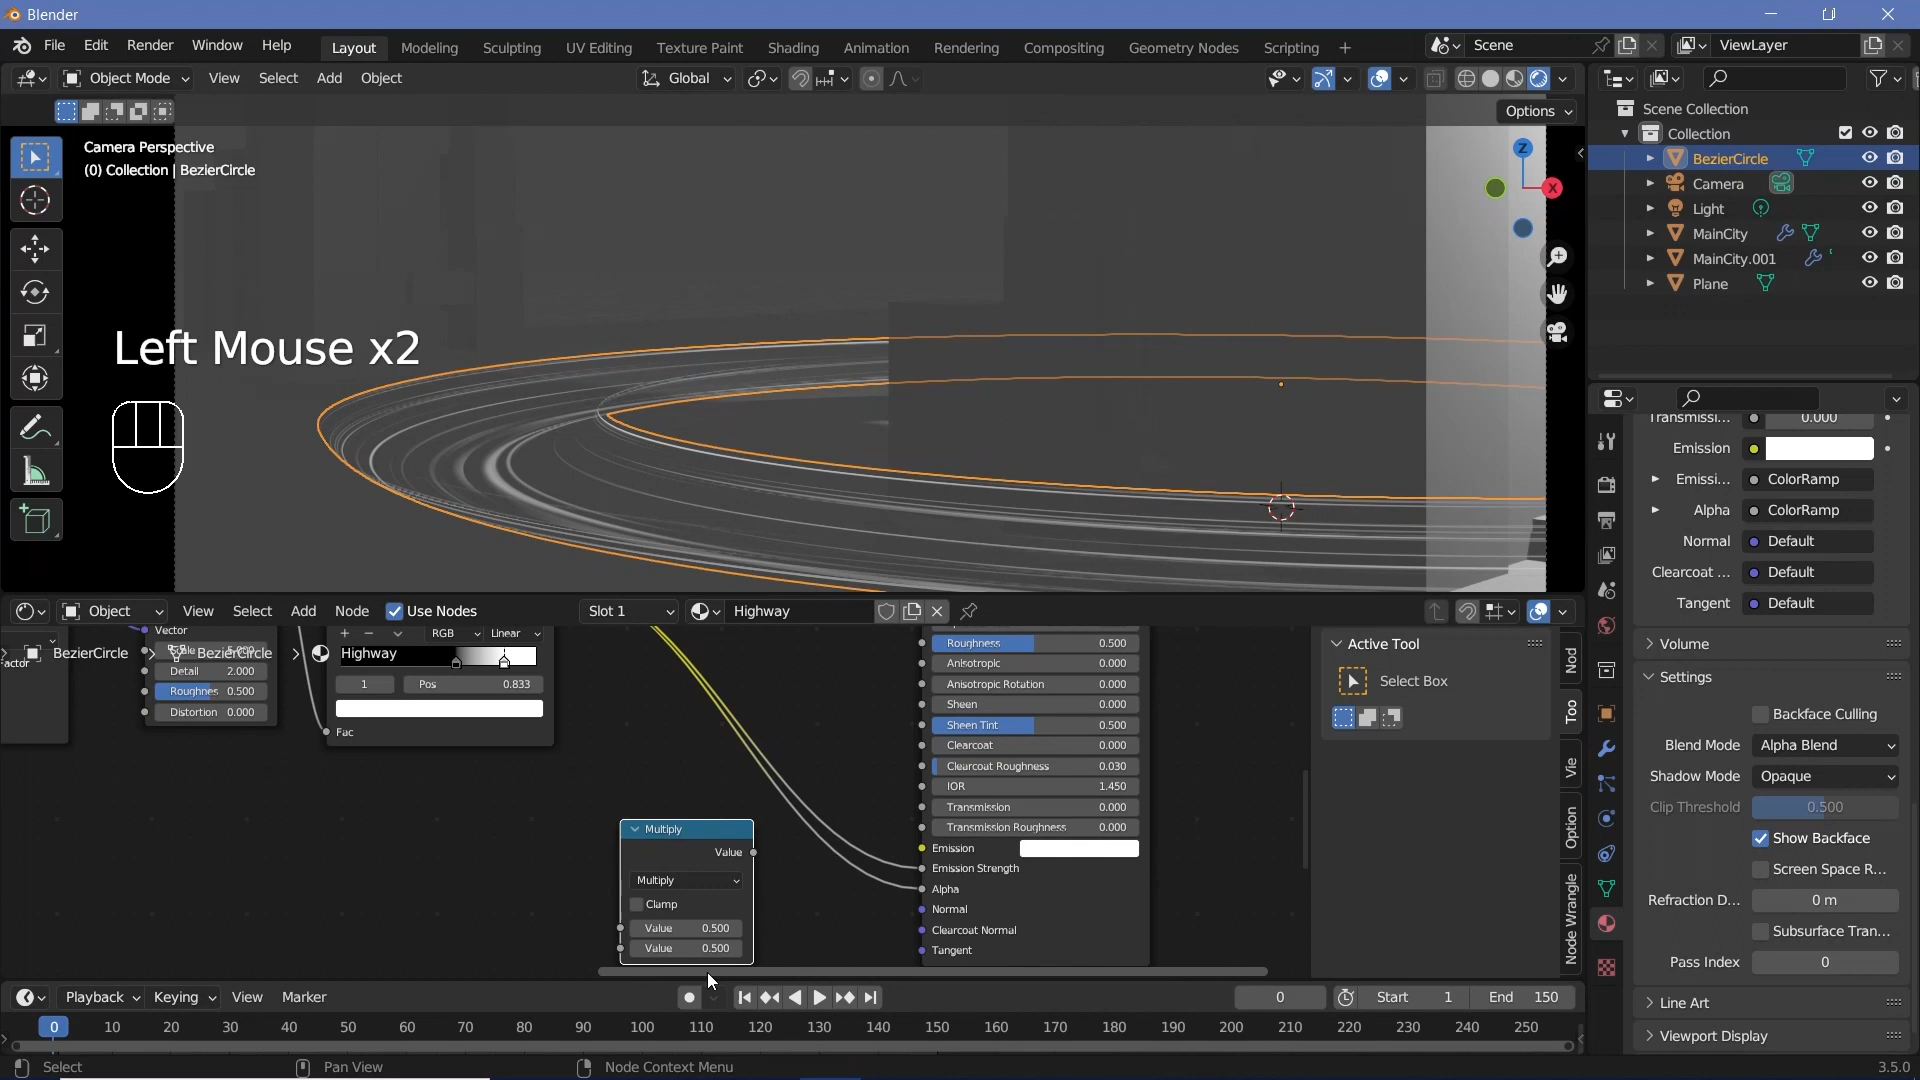 Blender
File Edit Render Window Help
Layout Modeling Sculpting UV Editing Texture Paint Shading Animation Rendering Compositing Geometry Nodes Scripting
Scene
ViewLayer
Object Mode View Select Add Object
Global
Options
Camera Perspective
(0) Collection | BezierCircle
Z
X
Left Mouse x2
Scene Collection
Collection
BezierCircle
Camera
Light
MainCity
MainCity.001
Plane
Transmissi... 0.000
Emission
Emissi... ColorRamp
Alpha ColorRamp
Normal Default
Clearcoat ... Default
Tangent Default
Volume
Settings
Backface Culling
Blend Mode Alpha Blend
Shadow Mode Opaque
Clip Threshold 0.500
Show Backface
Screen Space R...
Refraction D... 0 m
Subsurface Tran...
Pass Index 0
Line Art
Viewport Display
Object View Select Add Node Use Nodes Slot 1 Highway
BezierCircle BezierCircle Highway
Vector
Detail 2.000
Roughnes 0.500
Distortion 0.000
RGB Linear
1 Pos 0.833
Fac
Multiply
Value
Multiply
Clamp
Value 0.500
Value 0.500
Roughness 0.500
Anisotropic 0.000
Anisotropic Rotation 0.000
Sheen 0.000
Sheen Tint 0.500
Clearcoat 0.000
Clearcoat Roughness 0.030
IOR 1.450
Transmission 0.000
Transmission Roughness 0.000
Emission
Emission Strength
Alpha
Normal
Clearcoat Normal
Tangent
Active Tool
Select Box
Nod
Too
Vie
Option
Node Wrangle
Playback Keying View Marker
0 Start 1 End 150
0 10 20 30 40 50 60 70 80 90 100 110 120 130 140 150 160 170 180 190 200 210 220 230 240 250
Select Pan View Node Context Menu
3.5.0